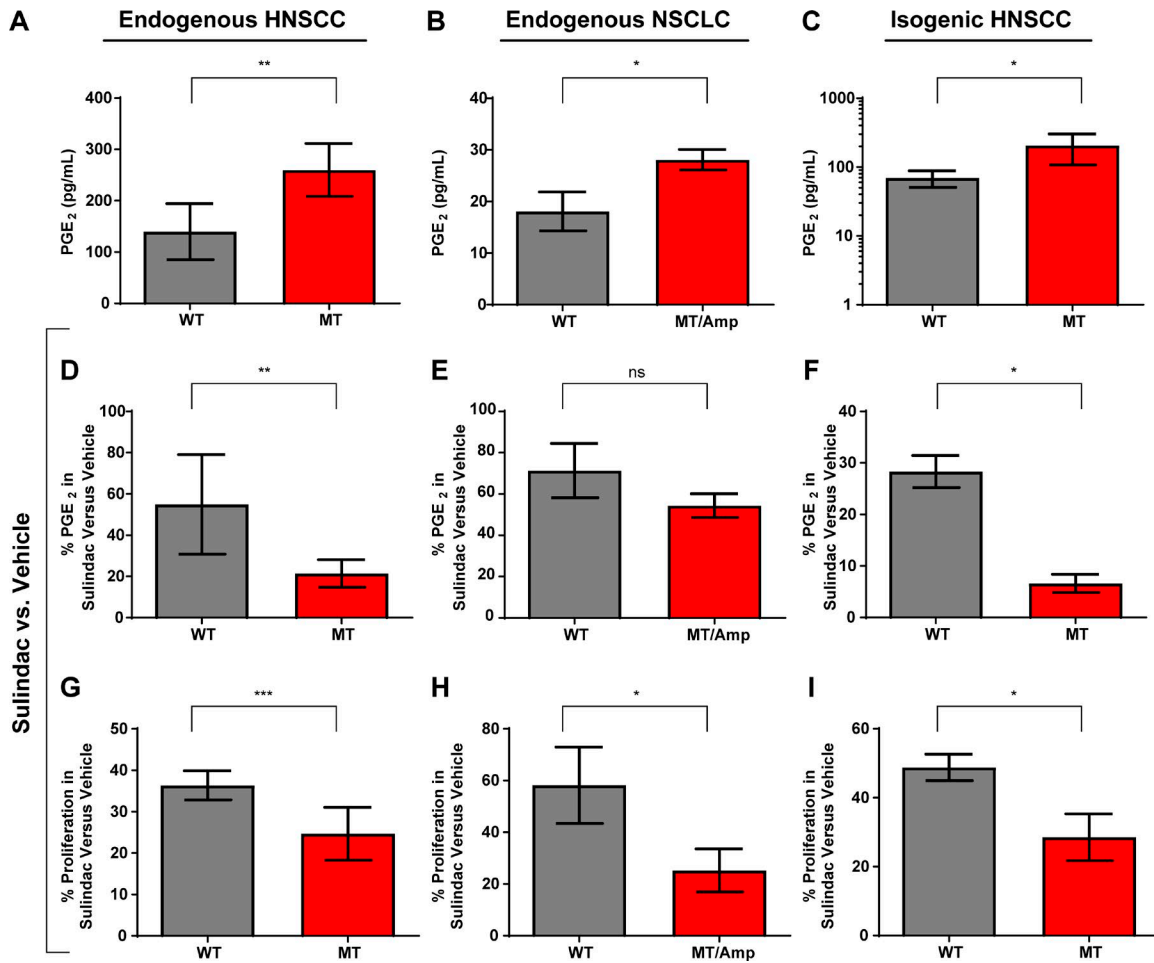 A
Endogenous HNSCC
**
PGE2 (pg/mL)
400
300
200
100
0
WT
MT
B
Endogenous NSCLC
*
PGE2 (pg/mL)
40
30
20
10
0
WT
MT/Amp
C
Isogenic HNSCC
*
PGE2 (pg/mL)
1000
100
10
1
WT
MT
Sulindac vs. Vehicle
D
**
% PGE2 in
Sulindac Versus Vehicle
100
80
60
40
20
0
WT
MT
E
ns
% PGE2 in
Sulindac Versus Vehicle
100
80
60
40
20
0
WT
MT/Amp
F
*
% PGE2 in
Sulindac Versus Vehicle
40
30
20
10
0
WT
MT
G
***
% Proliferation in
Sulindac Versus Vehicle
50
40
30
20
10
0
WT
MT
H
*
% Proliferation in
Sulindac Versus Vehicle
80
60
40
20
0
WT
MT/Amp
I
*
% Proliferation in
Sulindac Versus Vehicle
60
40
20
0
WT
MT